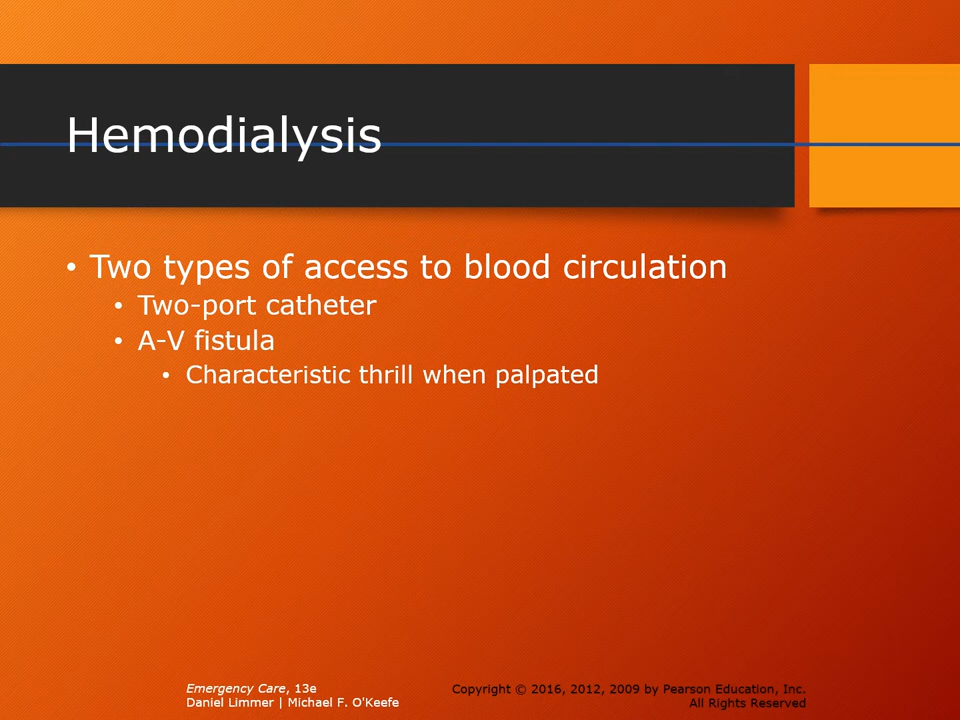 Hemodialysis
• Two types of access to blood circulation
• Two-port catheter
• A-V fistula
• Characteristic thrill when palpated
Emergency Care, 13e
Daniel Limmer | Michael F. O'Keefe
Copyright © 2016, 2012, 2009 by Pearson Education, Inc.
All Rights Reserved